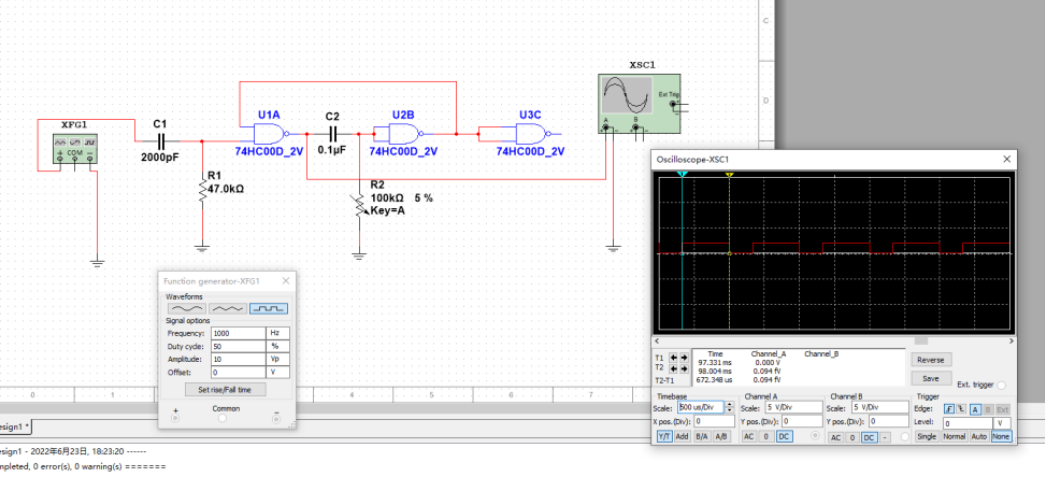 C
D
XSC1
Ext Trig
A
B
XFG1
COM
C1
2000pF
R1
47.0kΩ
U1A
74HC00D_2V
C2
0.1µF
U2B
74HC00D_2V
U3C
74HC00D_2V
R2
100kΩ 5 %
Key=A
Function generator-XFG1
Waveforms
Signal options
Frequency: 1000 Hz
Duty cycle: 50 %
Amplitude: 10 Vp
Offset: 0 V
Set rise/Fall time
+ Common −
Oscilloscope-XSC1
Time Channel_A Channel_B
T1 97.331 ms 0.000 V
T2 98.004 ms 0.094 fV
T2-T1 672.348 us 0.094 fV
Reverse
Save
Ext. trigger
Timebase
Scale: 500 us/Div
X pos.(Div): 0
Y/T Add B/A A/B
Channel A
Scale: 5 V/Div
Y pos.(Div): 0
AC 0 DC
Channel B
Scale: 5 V/Div
Y pos.(Div): 0
AC 0 DC -
Trigger
Edge: A B Ext
Level: 0 V
Single Normal Auto None
0 1 4 5 6 7
esign1 *
esign1 - 2022年6月23日, 18:23:20 ------
mpleted, 0 error(s), 0 warning(s) =======